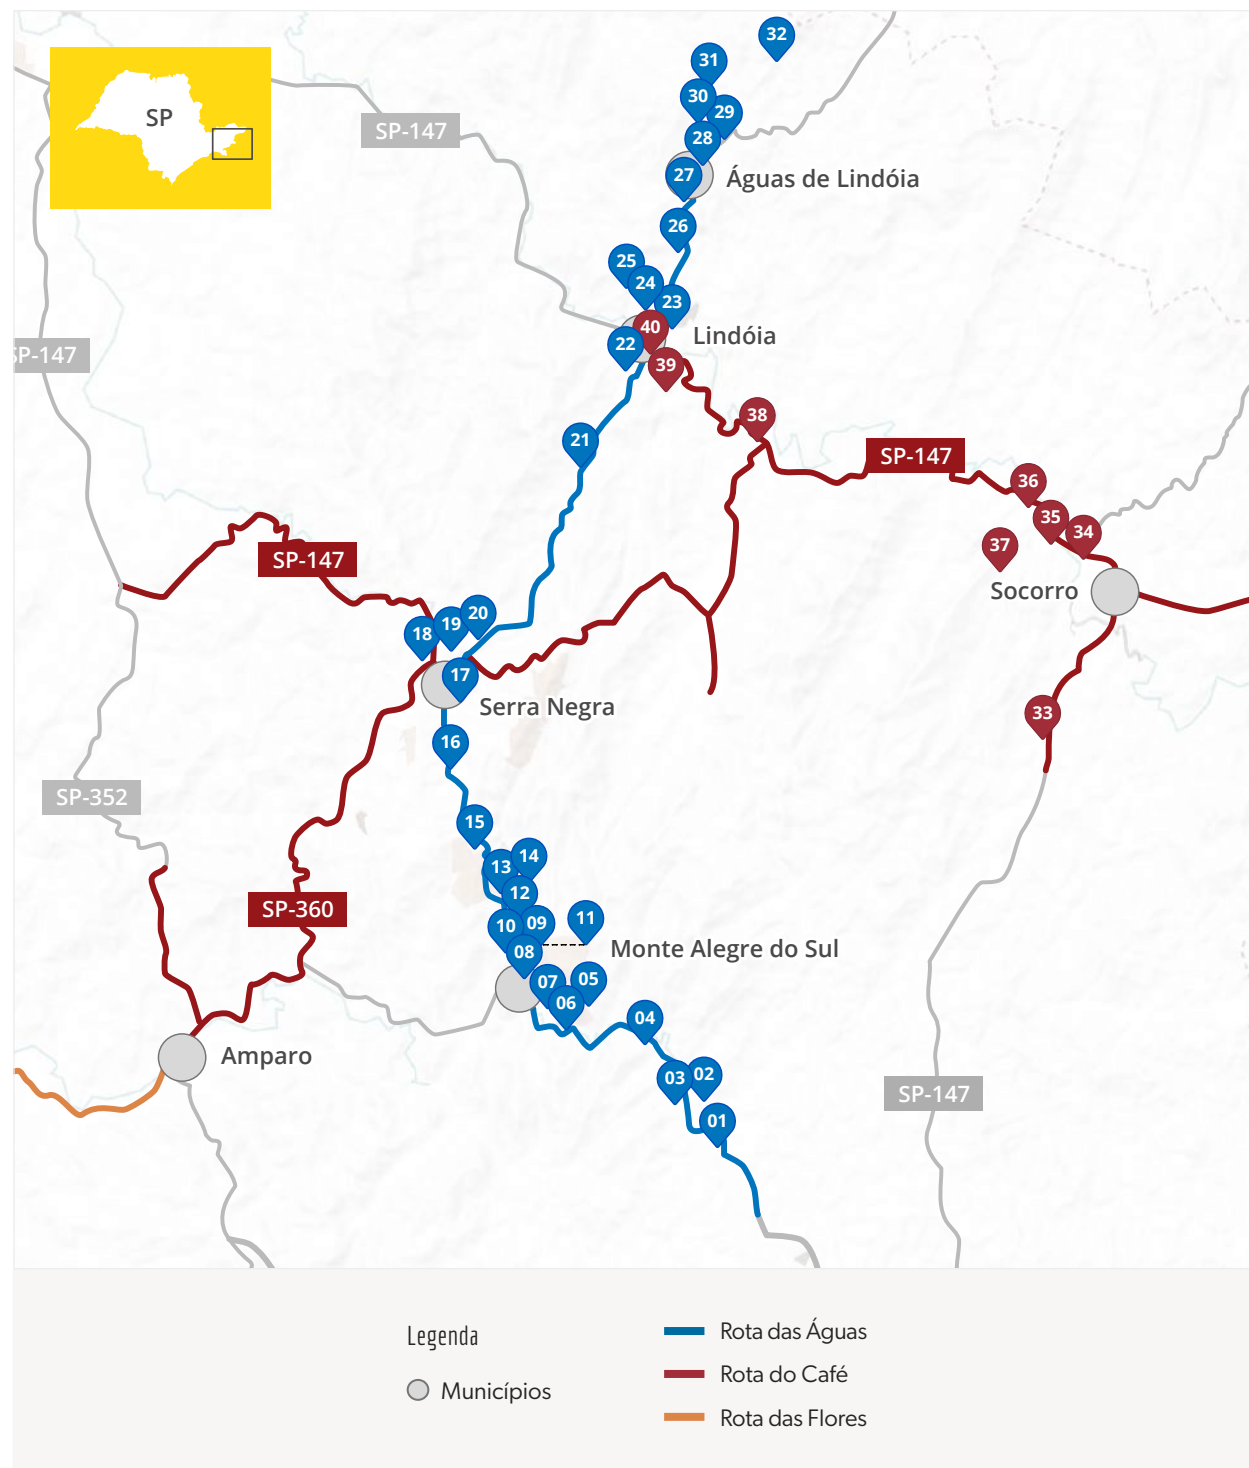 32
31
30
29
SP
SP-147
28
27
Águas de Lindóia
26
25
24
23
40
Lindóia
22
SP-147
39
38
21
SP-147
36
35
34
37
SP-147
Socorro
20
19
18
17
Serra Negra
33
16
SP-352
15
14
13
12
SP-360
11
09
10
Monte Alegre do Sul
08
07
05
06
04
Amparo
03
02
SP-147
01
Legenda
Municípios
Rota das Águas
Rota do Café
Rota das Flores